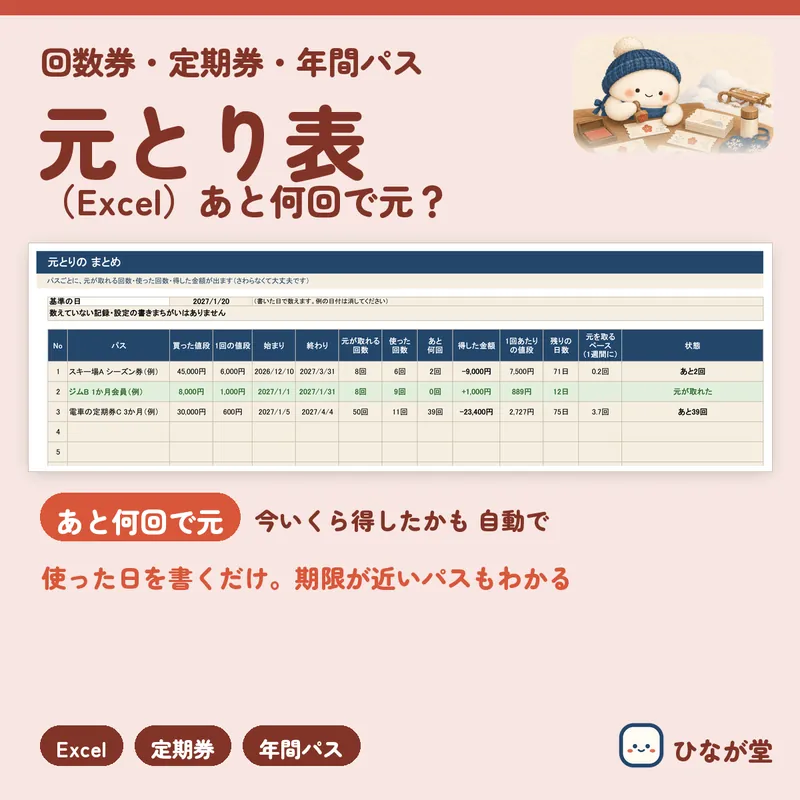 回数券・定期券・年間パス
元とり表
（Excel）あと何回で元？
元とりの まとめ
パスごとに、元が取れる回数・使った回数・得した金額が出ます（さわらなくて大丈夫です）
基準の日 2027/1/20 （書いた日で数えます。例の日付は消してください）
数えていない記録・設定の書きまちがいはありません
No パス 買った値段 1回の値段 始まり 終わり 元が取れる回数 使った回数 あと何回 得した金額 1回あたりの値段 残りの日数 元を取るペース（1週間に） 状態
1 スキー場A シーズン券（例） 45,000円 6,000円 2026/12/10 2027/3/31 8回 6回 2回 −9,000円 7,500円 71日 0.2回 あと2回
2 ジムB 1か月会員（例） 8,000円 1,000円 2027/1/1 2027/1/31 8回 9回 0回 +1,000円 889円 12日 元が取れた
3 電車の定期券C 3か月（例） 30,000円 600円 2027/1/5 2027/4/4 50回 11回 39回 −23,400円 2,727円 75日 3.7回 あと39回
4
5
あと何回で元 今いくら得したかも 自動で
使った日を書くだけ。期限が近いパスもわかる
Excel 定期券 年間パス
ひなが堂